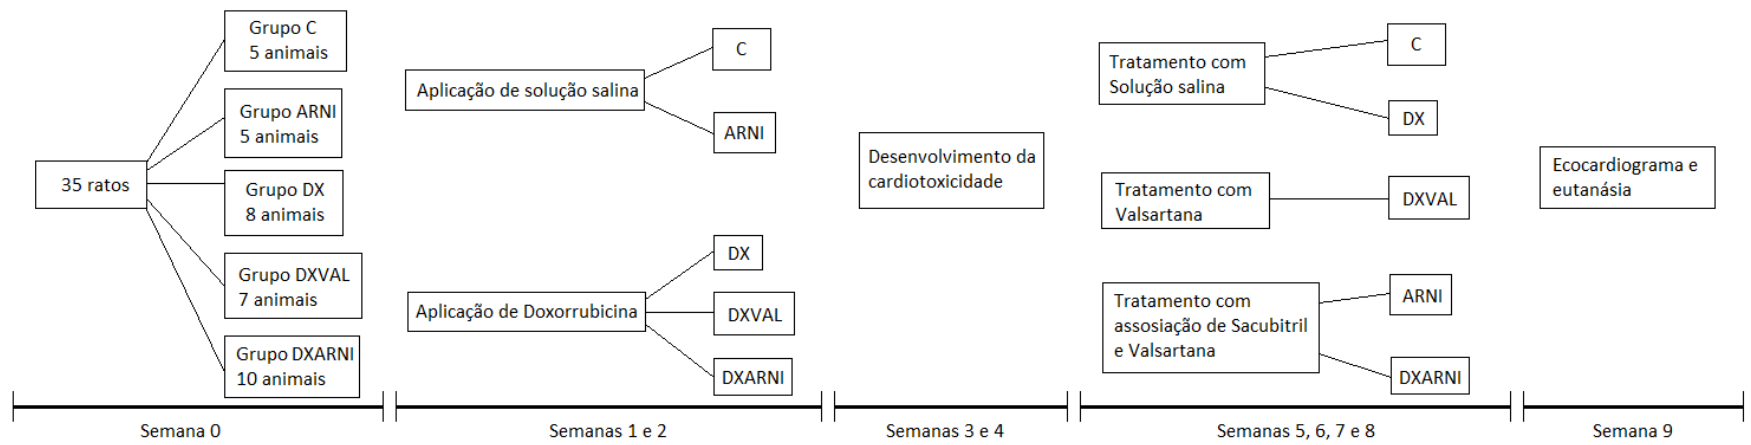 35 ratos
Grupo C
5 animais
Grupo ARNI
5 animais
Grupo DX
8 animais
Grupo DXVAL
7 animais
Grupo DXARNI
10 animais
Semana 0
Aplicação de solução salina
C
ARNI
Aplicação de Doxorrubicina
DX
DXVAL
DXARNI
Semanas 1 e 2
Desenvolvimento da
cardiotoxicidade
Semanas 3 e 4
Tratamento com
Solução salina
C
DX
Tratamento com
Valsartana
DXVAL
Tratamento com
assosiação de Sacubitril
e Valsartana
ARNI
DXARNI
Semanas 5, 6, 7 e 8
Ecocardiograma e
eutanásia
Semana 9